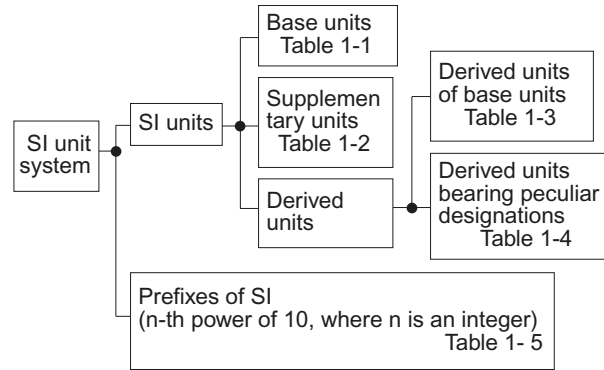 SI unit
system
SI units
Base units
Table 1-1
Supplemen
tary units
Table 1-2
Derived
units
Derived units
of base units
Table 1-3
Derived units
bearing peculiar
designations
Table 1-4
Prefixes of SI
(n-th power of 10, where n is an integer)
Table 1- 5